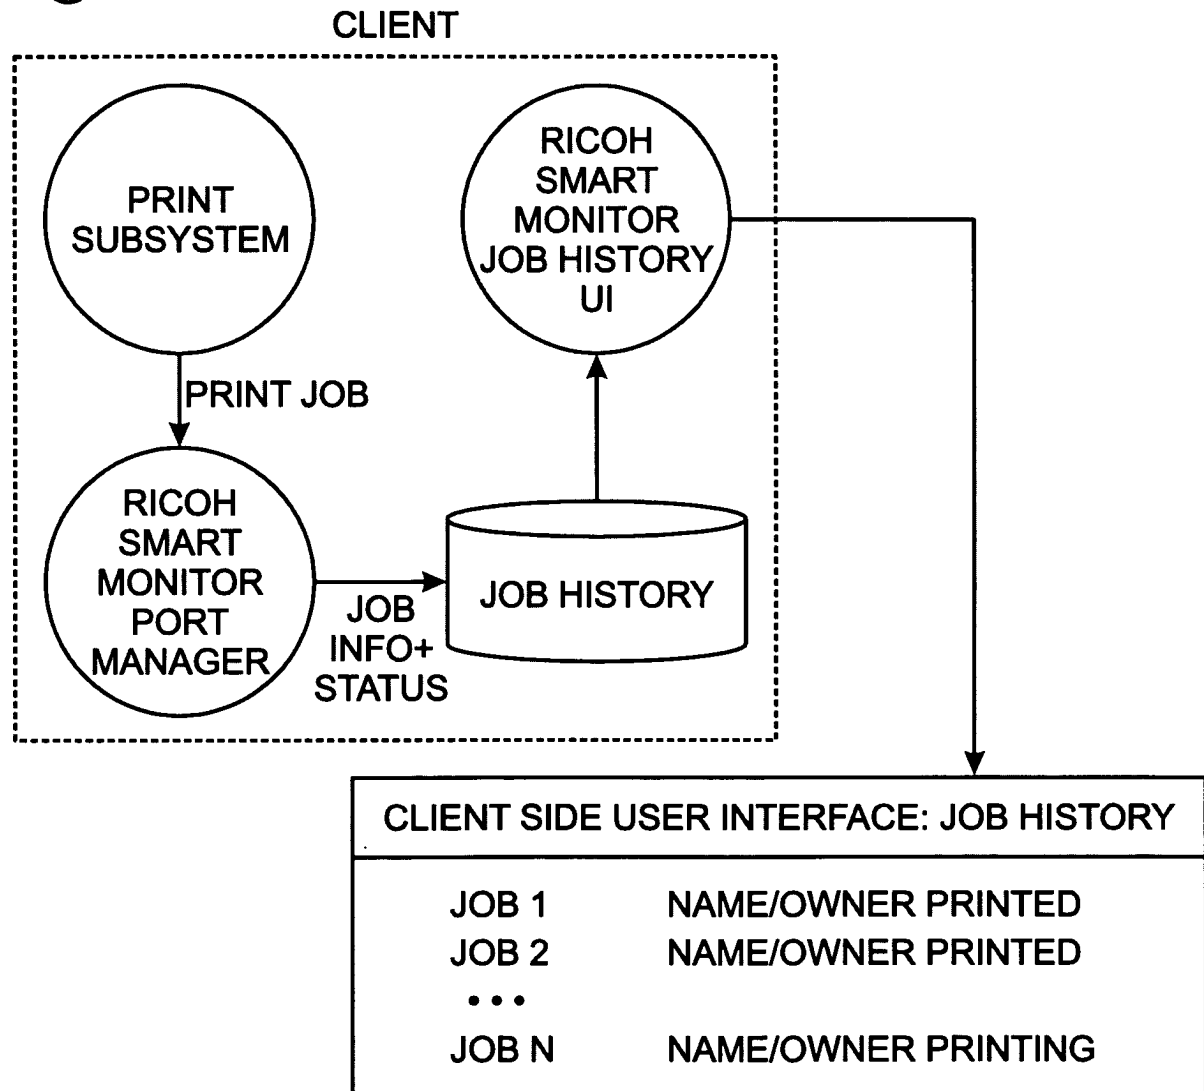 CLIENT
PRINT
SUBSYSTEM
RICOH
SMART
MONITOR
JOB HISTORY
UI
PRINT JOB
RICOH
SMART
MONITOR
PORT
MANAGER
JOB
INFO+
STATUS
JOB HISTORY
CLIENT SIDE USER INTERFACE: JOB HISTORY
JOB 1 NAME/OWNER PRINTED
JOB 2 NAME/OWNER PRINTED
...
JOB N NAME/OWNER PRINTING